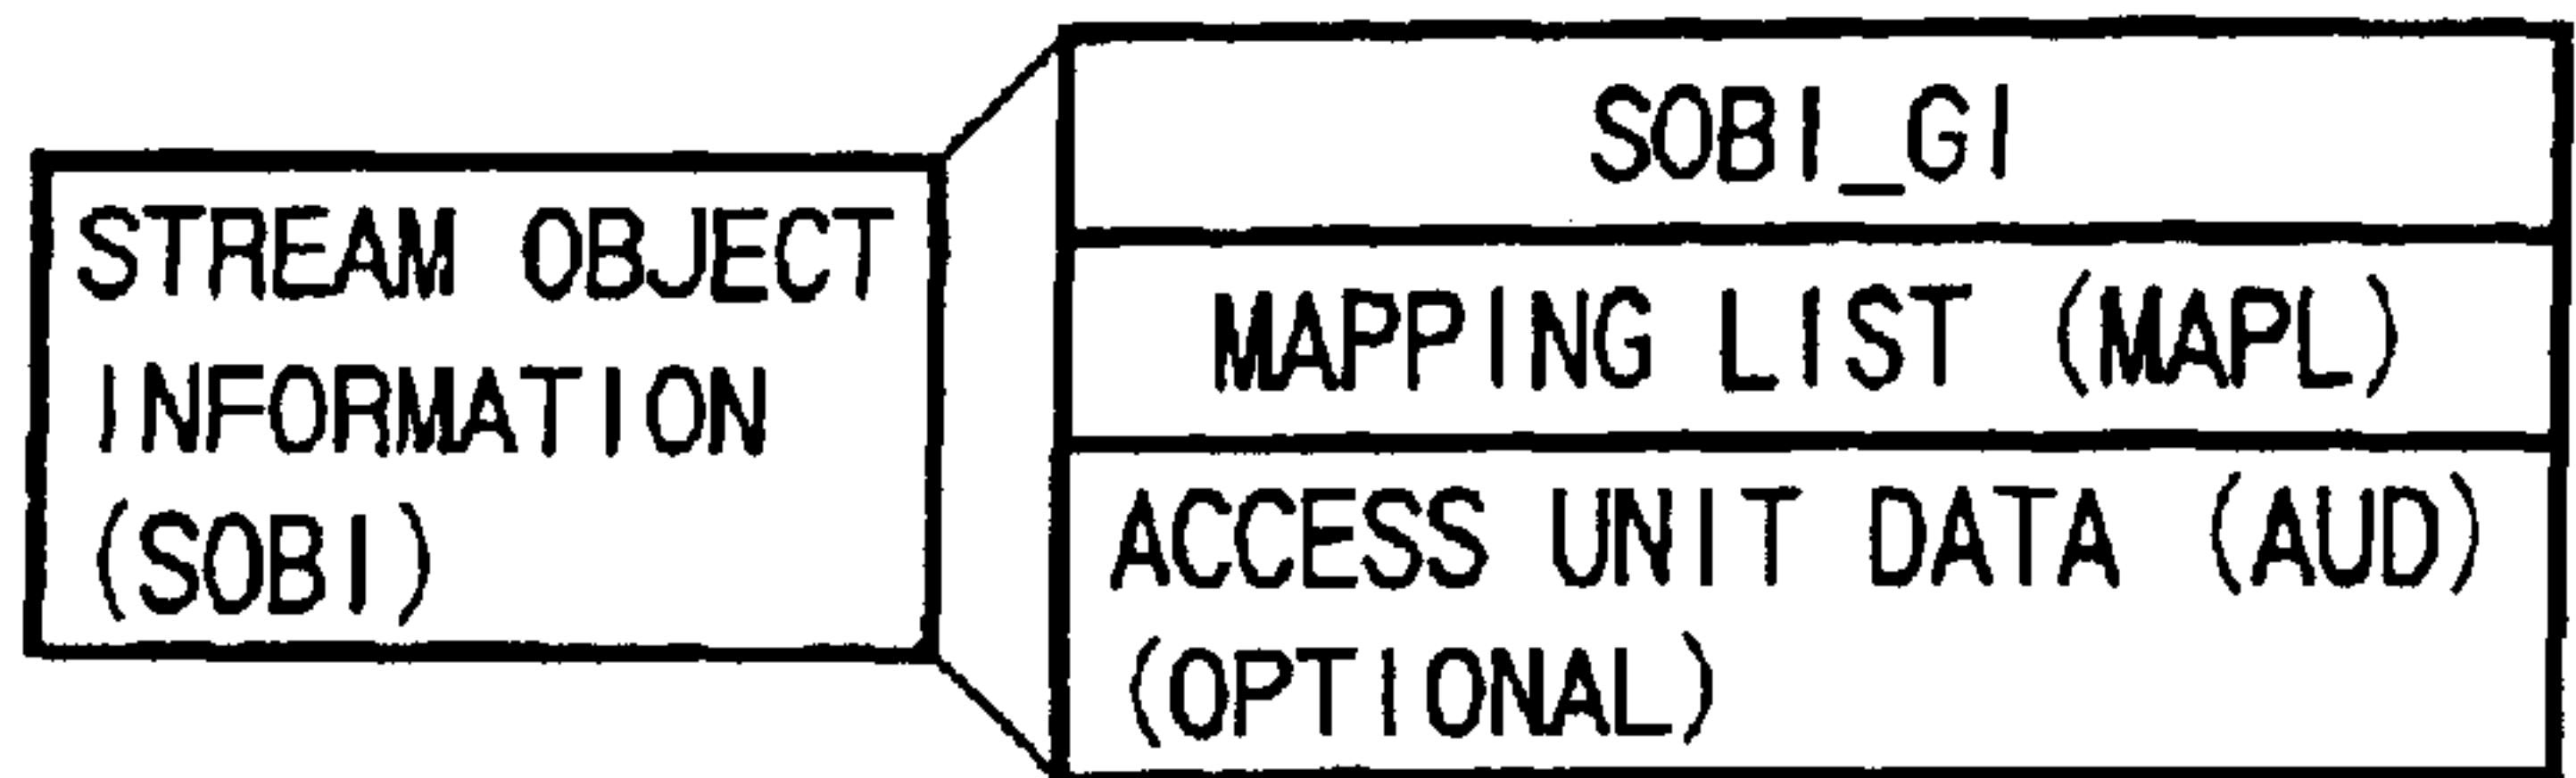 STREAM OBJECT
INFORMATION
(SOBI)
SOBI_GI
MAPPING LIST (MAPL)
ACCESS UNIT DATA (AUD)
(OPTIONAL)